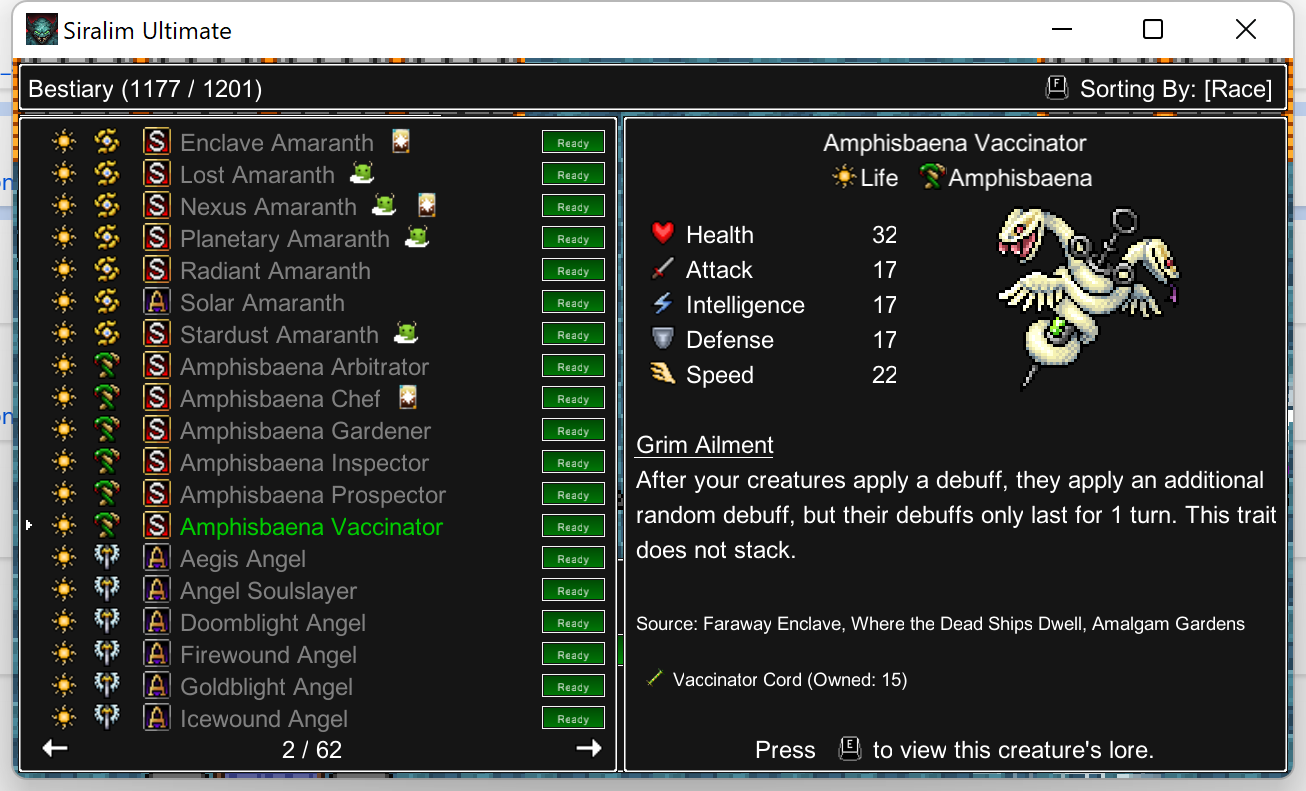 Siralim Ultimate
Bestiary (1177 / 1201)
F Sorting By: [Race]
S Enclave Amaranth Ready
S Lost Amaranth Ready
S Nexus Amaranth Ready
S Planetary Amaranth Ready
S Radiant Amaranth Ready
A Solar Amaranth Ready
S Stardust Amaranth Ready
S Amphisbaena Arbitrator Ready
S Amphisbaena Chef Ready
S Amphisbaena Gardener Ready
S Amphisbaena Inspector Ready
S Amphisbaena Prospector Ready
S Amphisbaena Vaccinator Ready
A Aegis Angel Ready
A Angel Soulslayer Ready
A Doomblight Angel Ready
A Firewound Angel Ready
A Goldblight Angel Ready
A Icewound Angel Ready
2 / 62
Amphisbaena Vaccinator
Life Amphisbaena
Health 32
Attack 17
Intelligence 17
Defense 17
Speed 22
Grim Ailment
After your creatures apply a debuff, they apply an additional
random debuff, but their debuffs only last for 1 turn. This trait
does not stack.
Source: Faraway Enclave, Where the Dead Ships Dwell, Amalgam Gardens
Vaccinator Cord (Owned: 15)
Press E to view this creature's lore.